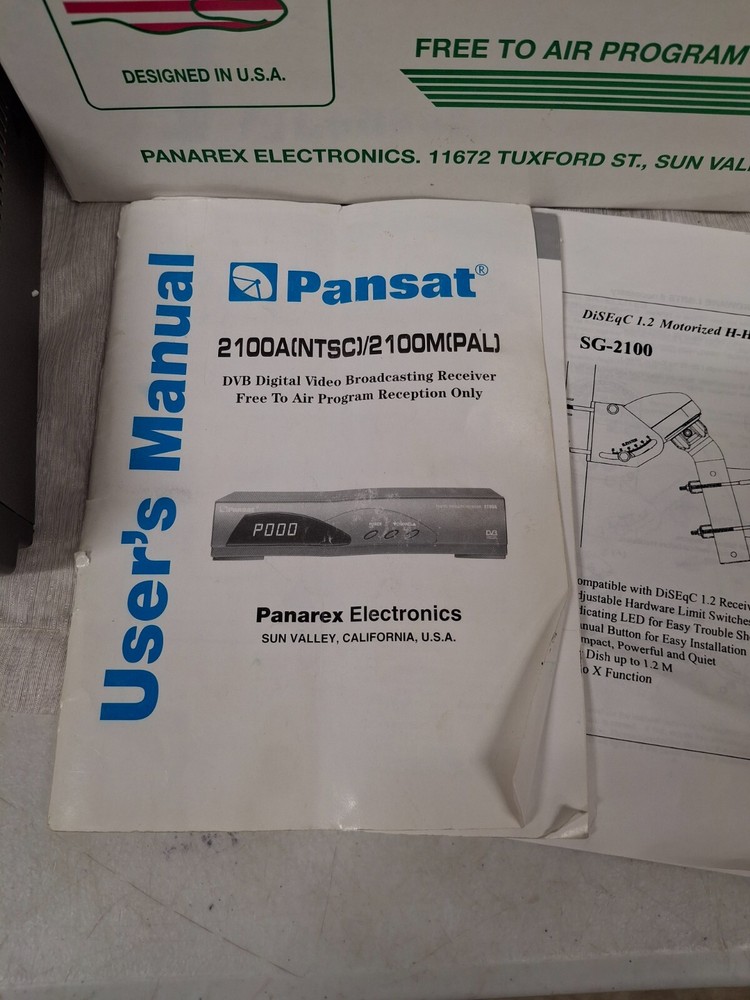 DESIGNED IN U.S.A.
FREE TO AIR PROGRAM
PANAREX ELECTRONICS. 11672 TUXFORD ST., SUN VAL
User's Manual
Pansat®
2100A(NTSC)/2100M(PAL)
DVB Digital Video Broadcasting Receiver
Free To Air Program Reception Only
P000
Panarex Electronics
SUN VALLEY, CALIFORNIA, U.S.A.
DiSEqC 1.2 Motorized H-H
SG-2100
ompatible with DiSEqC 1.2 Receiv
djustable Hardware Limit Switches
dicating LED for Easy Trouble Sh
nual Button for Easy Installation
mpact, Powerful and Quiet
Dish up to 1.2 M
o X Function